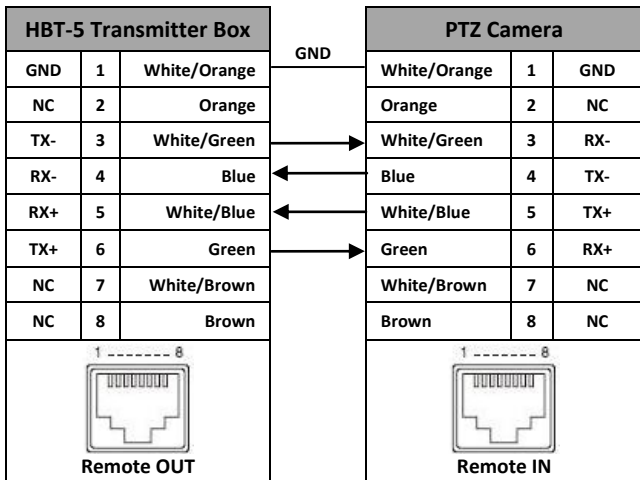 HBT-5 Transmitter Box PTZ Camera
GND
GND 1 White/Orange White/Orange 1 GND
NC 2 Orange Orange 2 NC
TX- 3 White/Green White/Green 3 RX-
RX- 4 Blue Blue 4 TX-
RX+ 5 White/Blue White/Blue 5 TX+
TX+ 6 Green Green 6 RX+
NC 7 White/Brown White/Brown 7 NC
NC 8 Brown Brown 8 NC
1 ------- 8 1 ------- 8
Remote OUT Remote IN